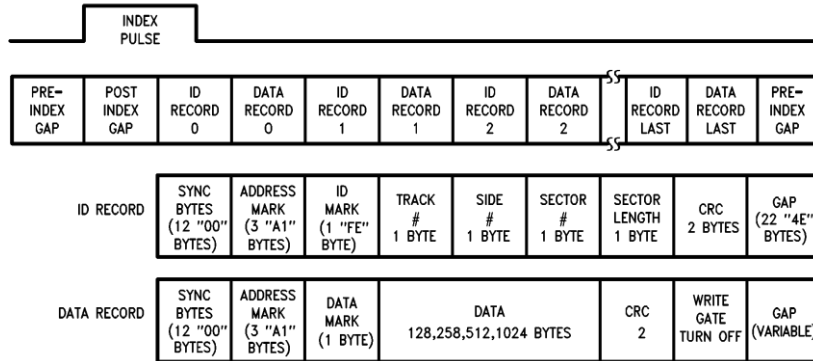 INDEX
PULSE
PRE-
INDEX
GAP
POST
INDEX
GAP
ID
RECORD
0
DATA
RECORD
0
ID
RECORD
1
DATA
RECORD
1
ID
RECORD
2
DATA
RECORD
2
ID
RECORD
LAST
DATA
RECORD
LAST
PRE-
INDEX
GAP
ID RECORD
SYNC
BYTES
(12 "00"
BYTES)
ADDRESS
MARK
(3 "A1"
BYTES)
ID
MARK
(1 "FE"
BYTE)
TRACK
#
1 BYTE
SIDE
#
1 BYTE
SECTOR
#
1 BYTE
SECTOR
LENGTH
1 BYTE
CRC
2 BYTES
GAP
(22 "4E"
BYTES)
DATA RECORD
SYNC
BYTES
(12 "00"
BYTES)
ADDRESS
MARK
(3 "A1"
BYTES)
DATA
MARK
(1 BYTE)
DATA
128,258,512,1024 BYTES
CRC
2
WRITE
GATE
TURN OFF
GAP
(VARIABLE)